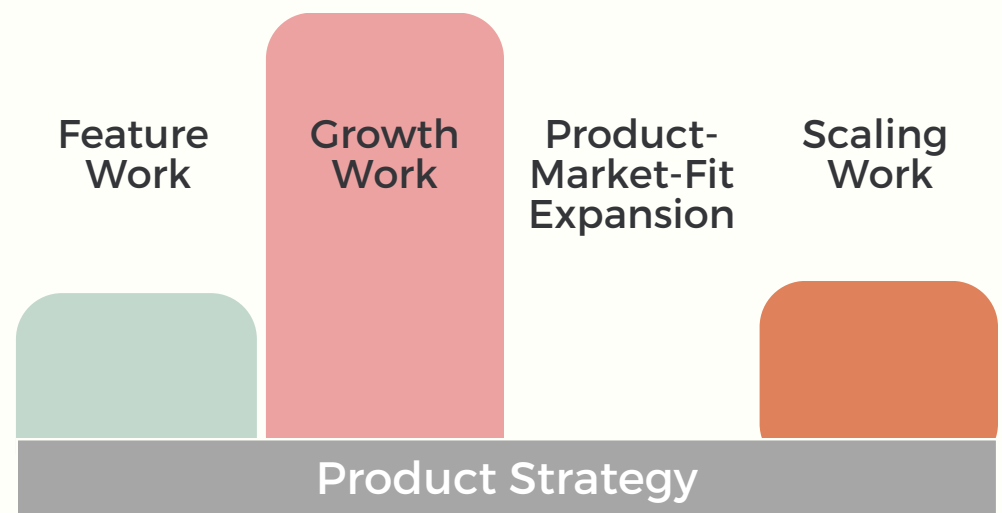 Feature
Work
Growth
Work
Product-
Market-Fit
Expansion
Scaling
Work
Product Strategy